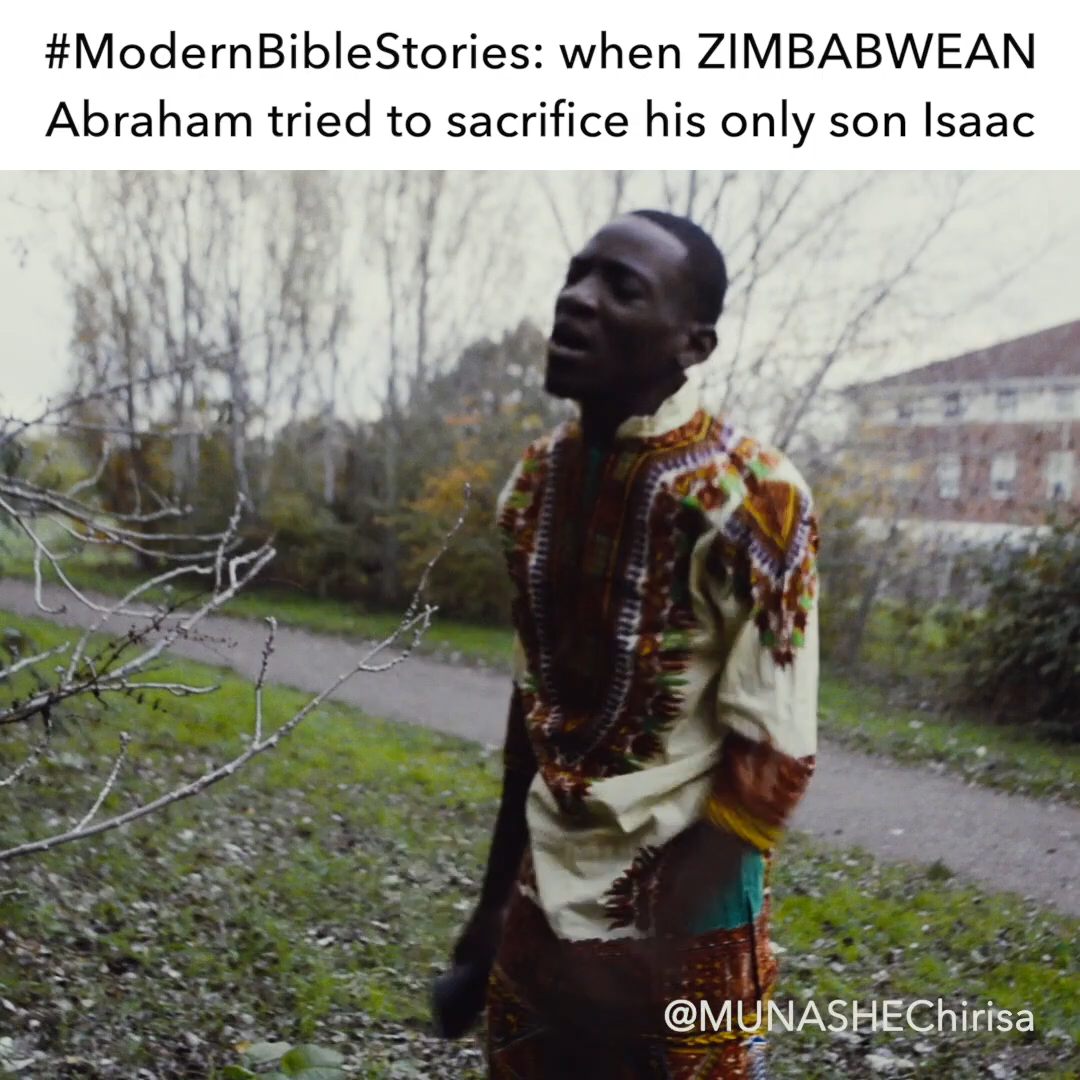 #ModernBibleStories: when ZIMBABWEAN
Abraham tried to sacrifice his only son Isaac
@MUNASHEChirisa